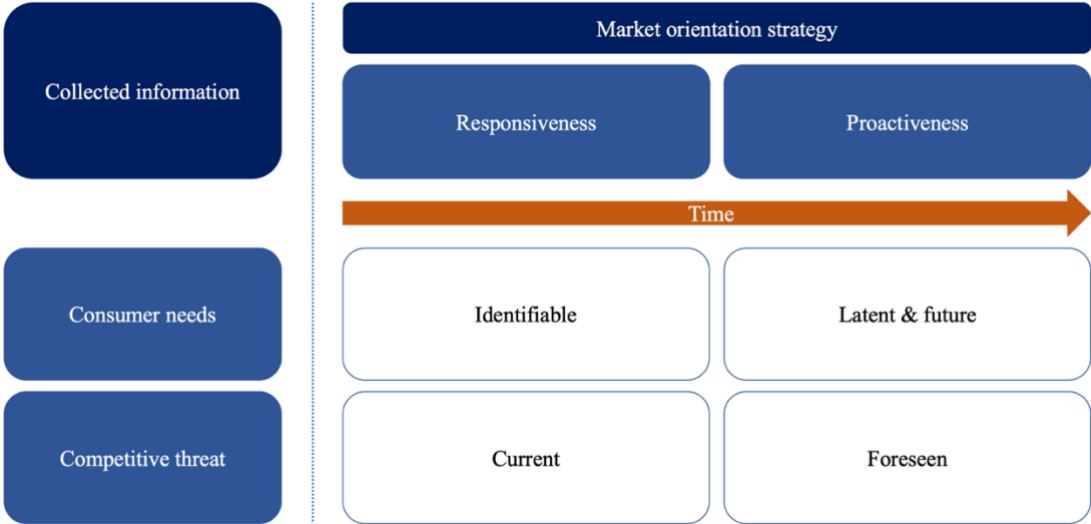 Collected information
Market orientation strategy
Responsiveness
Proactiveness
Time
Consumer needs
Identifiable
Latent & future
Competitive threat
Current
Foreseen